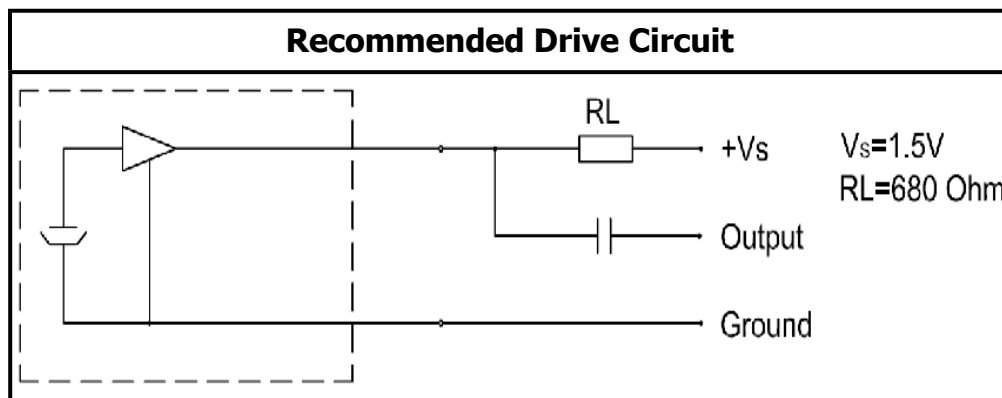 Recommended Drive Circuit
RL
+Vs
Vs=1.5V
RL=680 Ohm
Output
Ground